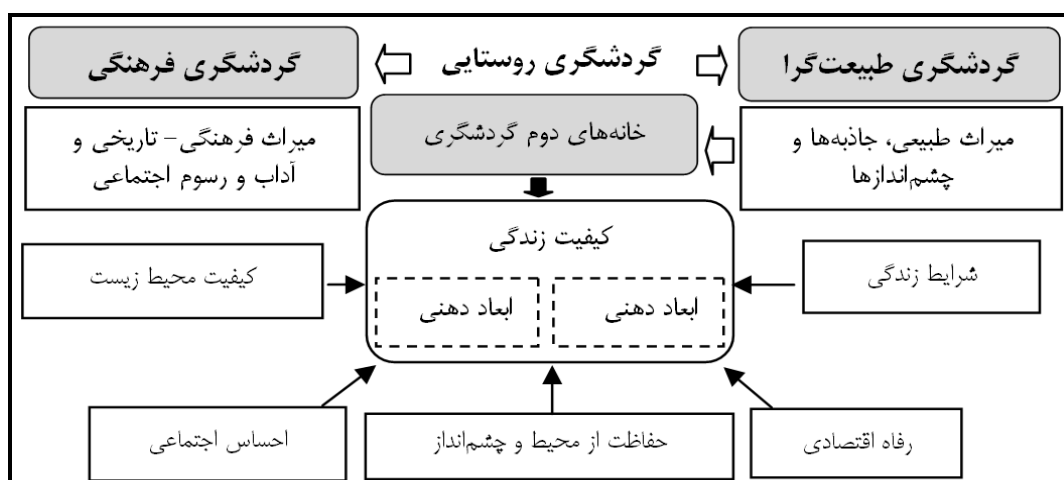 گردشگری طبیعت‌گرا
گردشگری روستایی
گردشگری فرهنگی
میراث طبیعی، جاذبه‌ها و
چشم‌اندازها
خانه‌های دوم گردشگری
میراث فرهنگی- تاریخی و
آداب و رسوم اجتماعی
کیفیت زندگی
شرایط زندگی
ابعاد دهنی
ابعاد دهنی
کیفیت محیط زیست
رفاه اقتصادی
حفاظت از محیط و چشم‌انداز
احساس اجتماعی